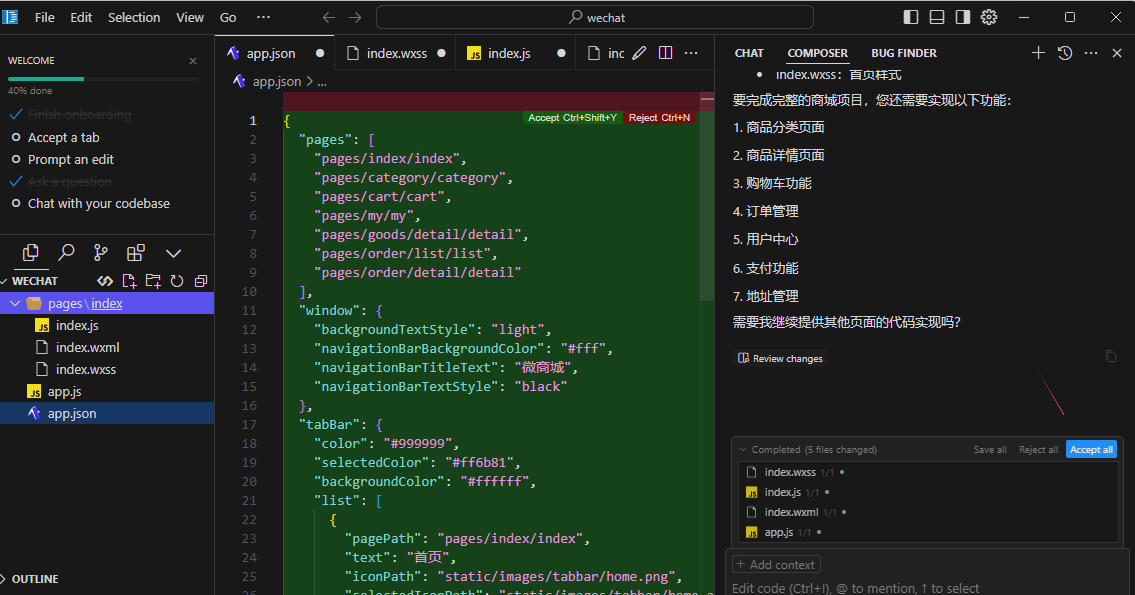 File Edit Selection View Go ··· wechat
WELCOME
40% done
Finish onboarding
Accept a tab
Prompt an edit
Ask a question
Chat with your codebase
WECHAT
pages\index
index.js
index.wxml
index.wxss
app.js
app.json
OUTLINE
app.json index.wxss index.js inc
app.json > ...
Accept Ctrl+Shift+Y Reject Ctrl+N
1 {
2 "pages": [
3 "pages/index/index",
4 "pages/category/category",
5 "pages/cart/cart",
6 "pages/my/my",
7 "pages/goods/detail/detail",
8 "pages/order/list/list",
9 "pages/order/detail/detail"
10 ],
11 "window": {
12 "backgroundTextStyle": "light",
13 "navigationBarBackgroundColor": "#fff",
14 "navigationBarTitleText": "微商城",
15 "navigationBarTextStyle": "black"
16 },
17 "tabBar": {
18 "color": "#999999",
19 "selectedColor": "#ff6b81",
20 "backgroundColor": "#ffffff",
21 "list": [
22 {
23 "pagePath": "pages/index/index",
24 "text": "首页",
25 "iconPath": "static/images/tabbar/home.png",
26 "selectedIconPath": "static/images/tabbar/home
CHAT COMPOSER BUG FINDER
• index.wxss：首页样式
要完成完整的商城项目，您还需要实现以下功能：
1. 商品分类页面
2. 商品详情页面
3. 购物车功能
4. 订单管理
5. 用户中心
6. 支付功能
7. 地址管理
需要我继续提供其他页面的代码实现吗?
Review changes
Completed (5 files changed) Save all Reject all Accept all
index.wxss 1/1
index.js 1/1
index.wxml 1/1
app.js 1/1
+ Add context
Edit code (Ctrl+I), @ to mention, ↑ to select